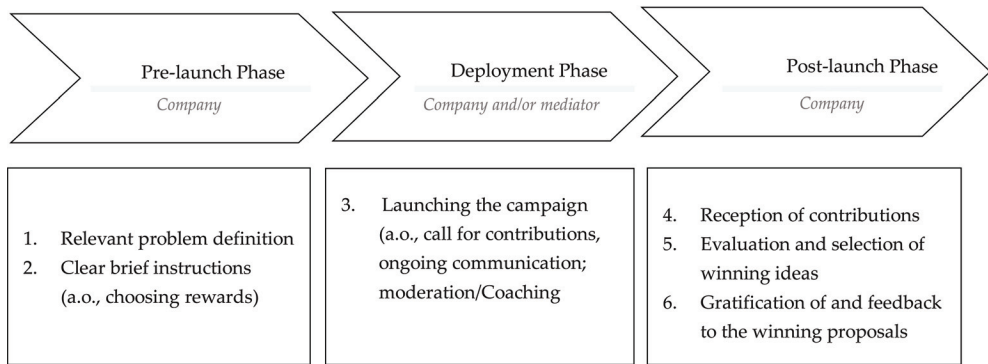 Pre-launch Phase
Company
Deployment Phase
Company and/or mediator
Post-launch Phase
Company
1. Relevant problem definition
2. Clear brief instructions
(a.o., choosing rewards)
3. Launching the campaign
(a.o., call for contributions,
ongoing communication;
moderation/Coaching
4. Reception of contributions
5. Evaluation and selection of
winning ideas
6. Gratification of and feedback
to the winning proposals